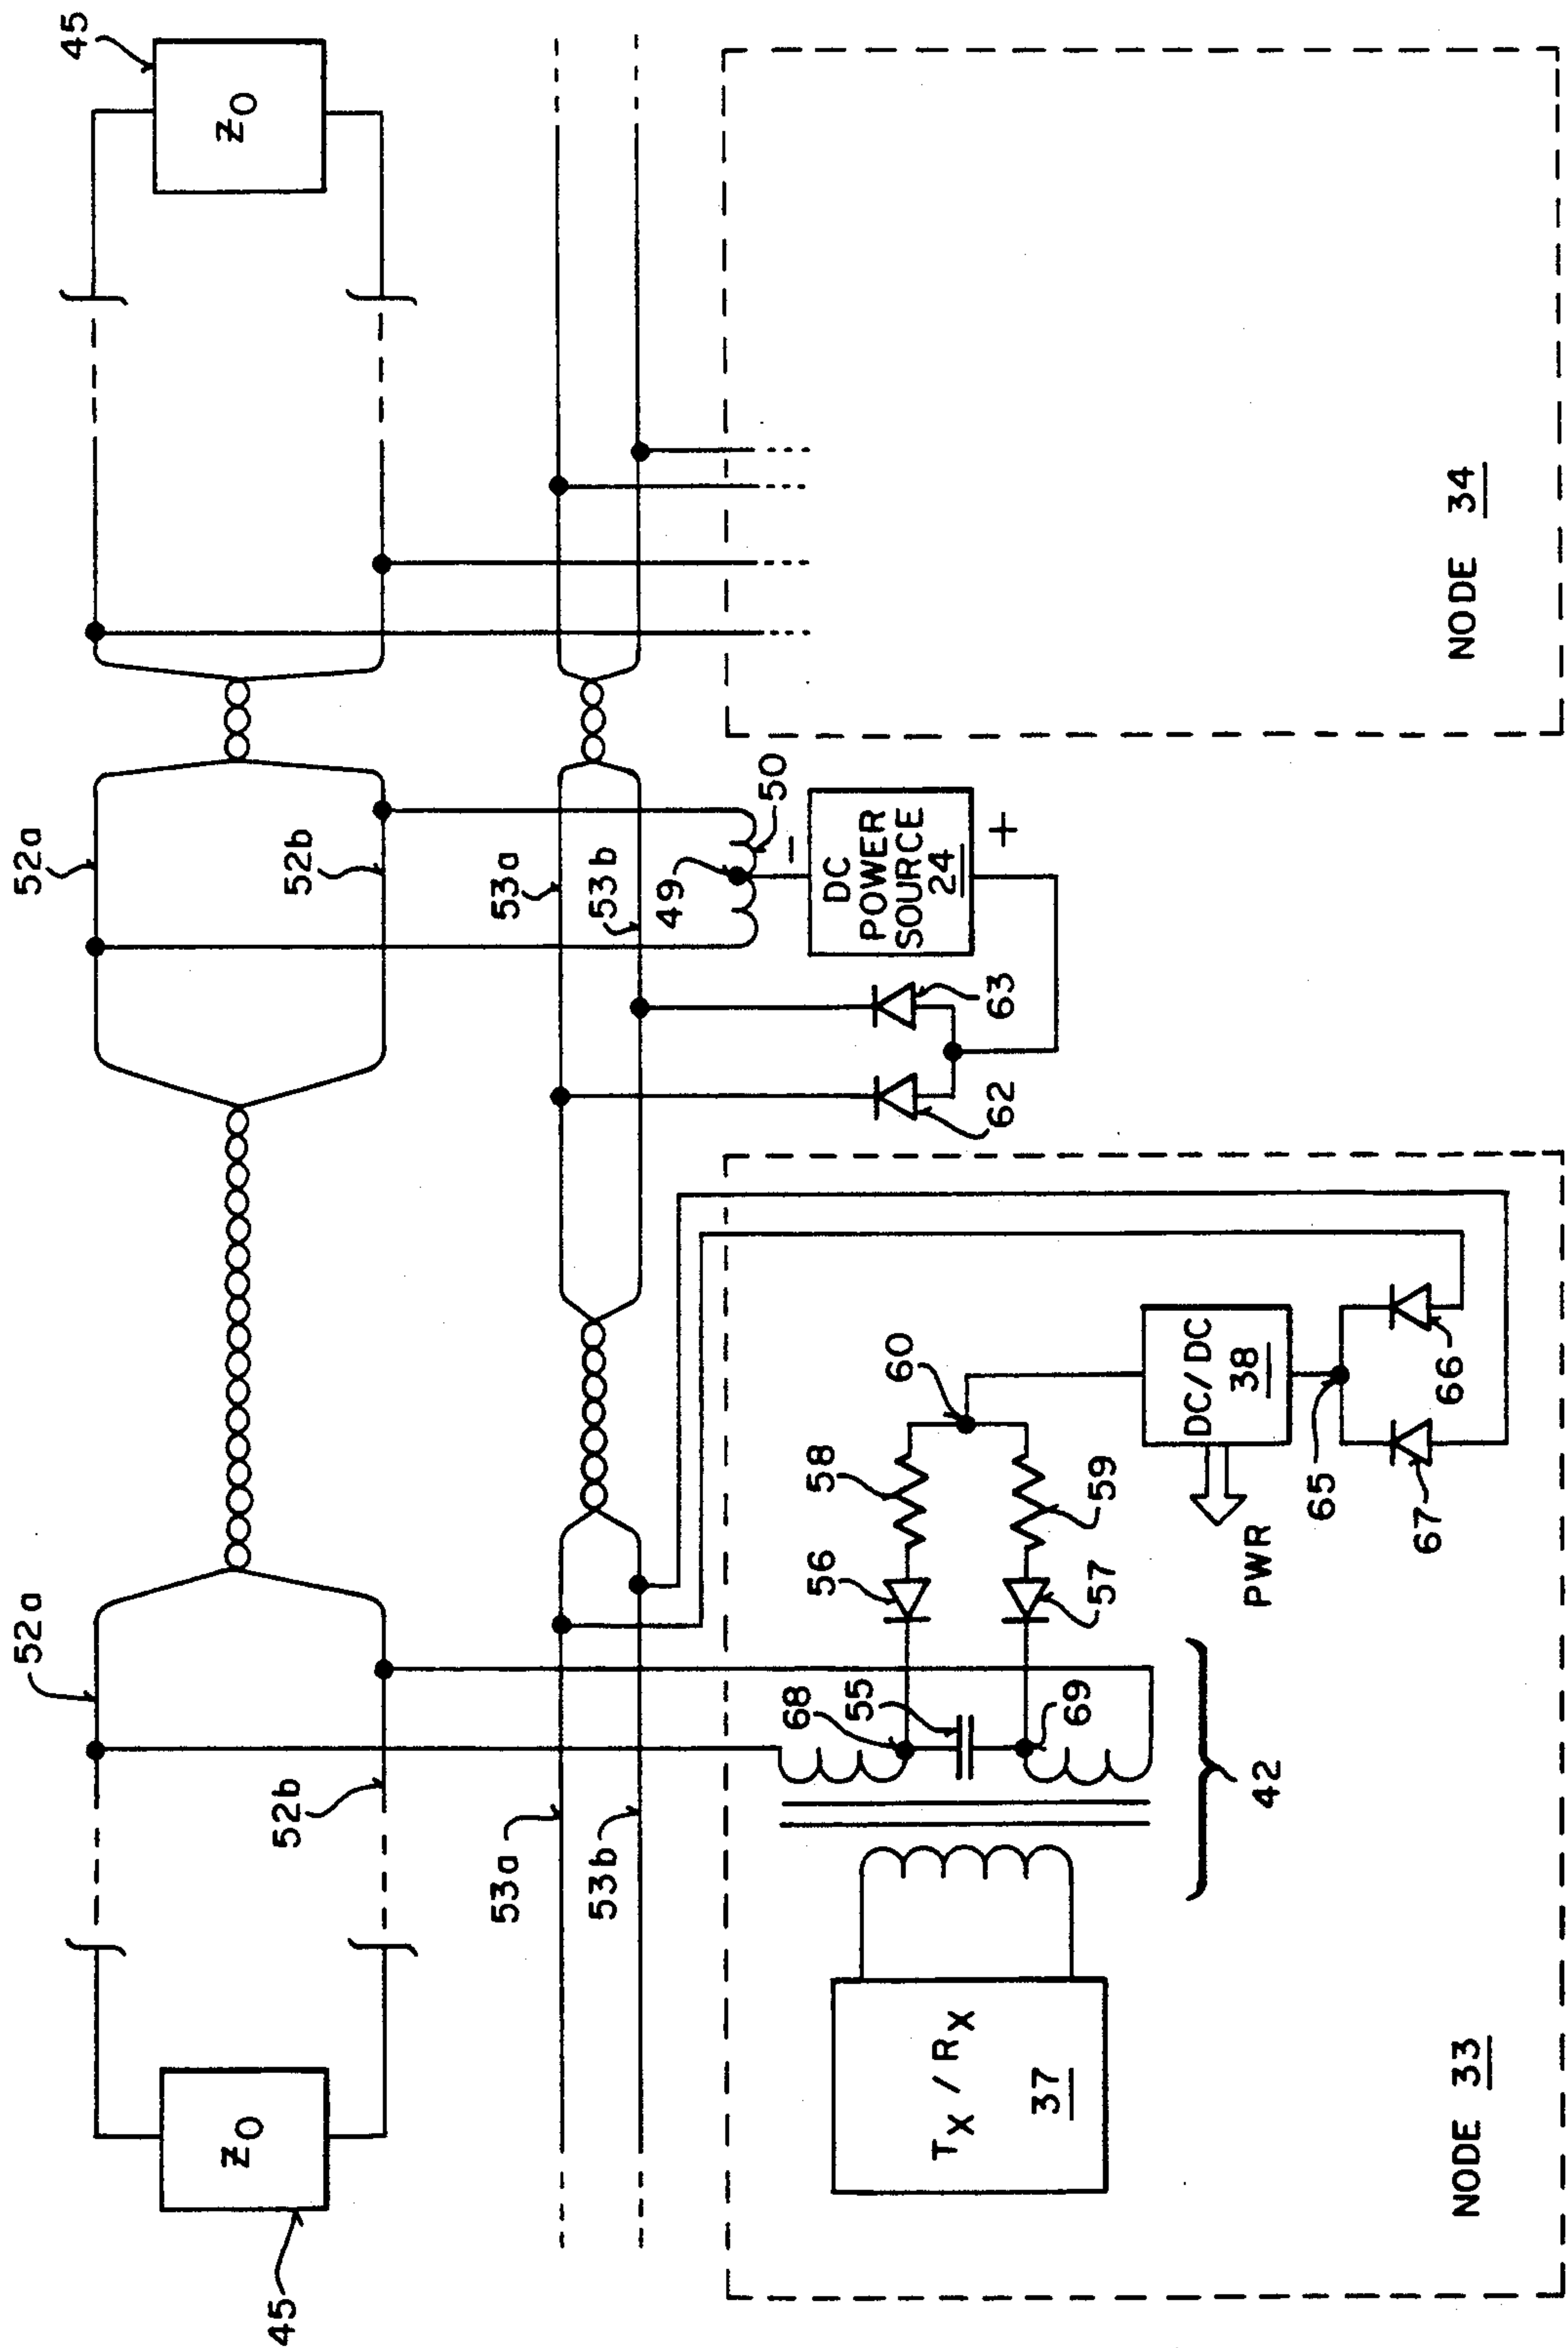 45
Z0
52a
52b
53a
53b
49
50
−
DC
POWER
SOURCE
24
+
63
62
NODE 34
52a
52b
53a
53b
45
Z0
60
58
59
56
57
68
55
69
42
DC/DC
38
PWR
65
66
67
TX / RX
37
NODE 33